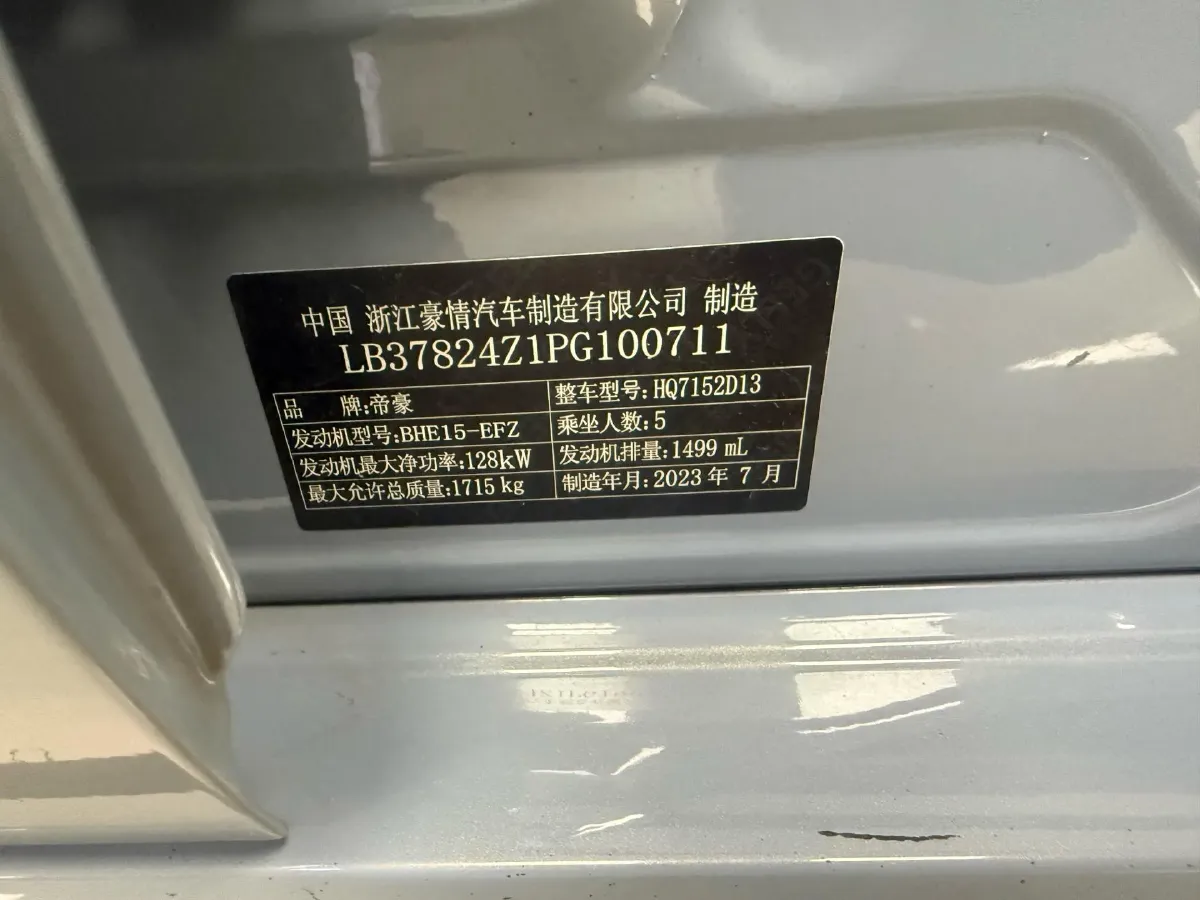 中国 浙江豪情汽车制造有限公司 制造
LB37824Z1PG100711
品 牌:帝豪 整车型号:HQ7152D13
发动机型号:BHE15-EFZ 乘坐人数:5
发动机最大净功率:128kW 发动机排量:1499 mL
最大允许总质量:1715 kg 制造年月:2023 年 7 月